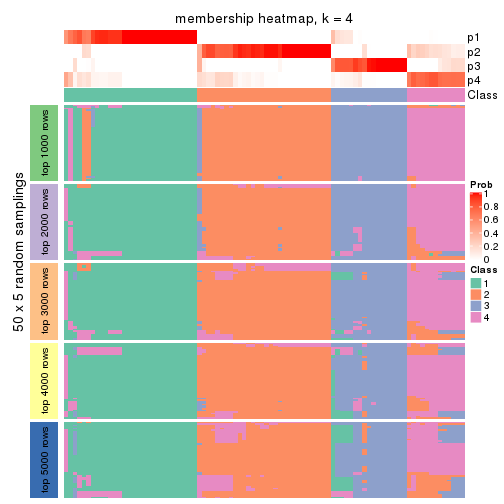 membership heatmap, k = 4
p1
p2
p3
p4
Class
50 x 5 random samplings
top 1000 rows
top 2000 rows
top 3000 rows
top 4000 rows
top 5000 rows
Prob
1
0.8
0.6
0.4
0.2
0
Class
1
2
3
4